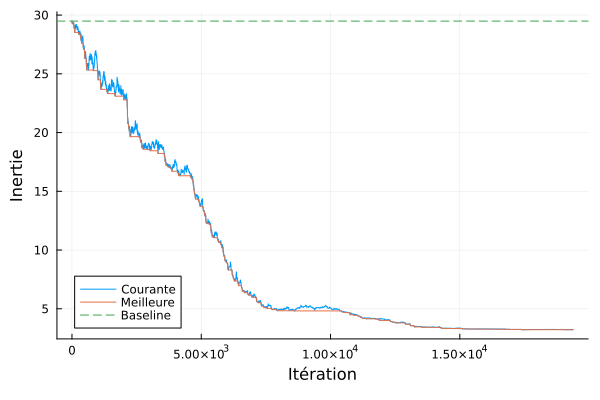 30
25
20
15
10
5
Inertie
Courante
Meilleure
Baseline
0 5.00×10³ 1.00×10⁴ 1.50×10⁴
Itération